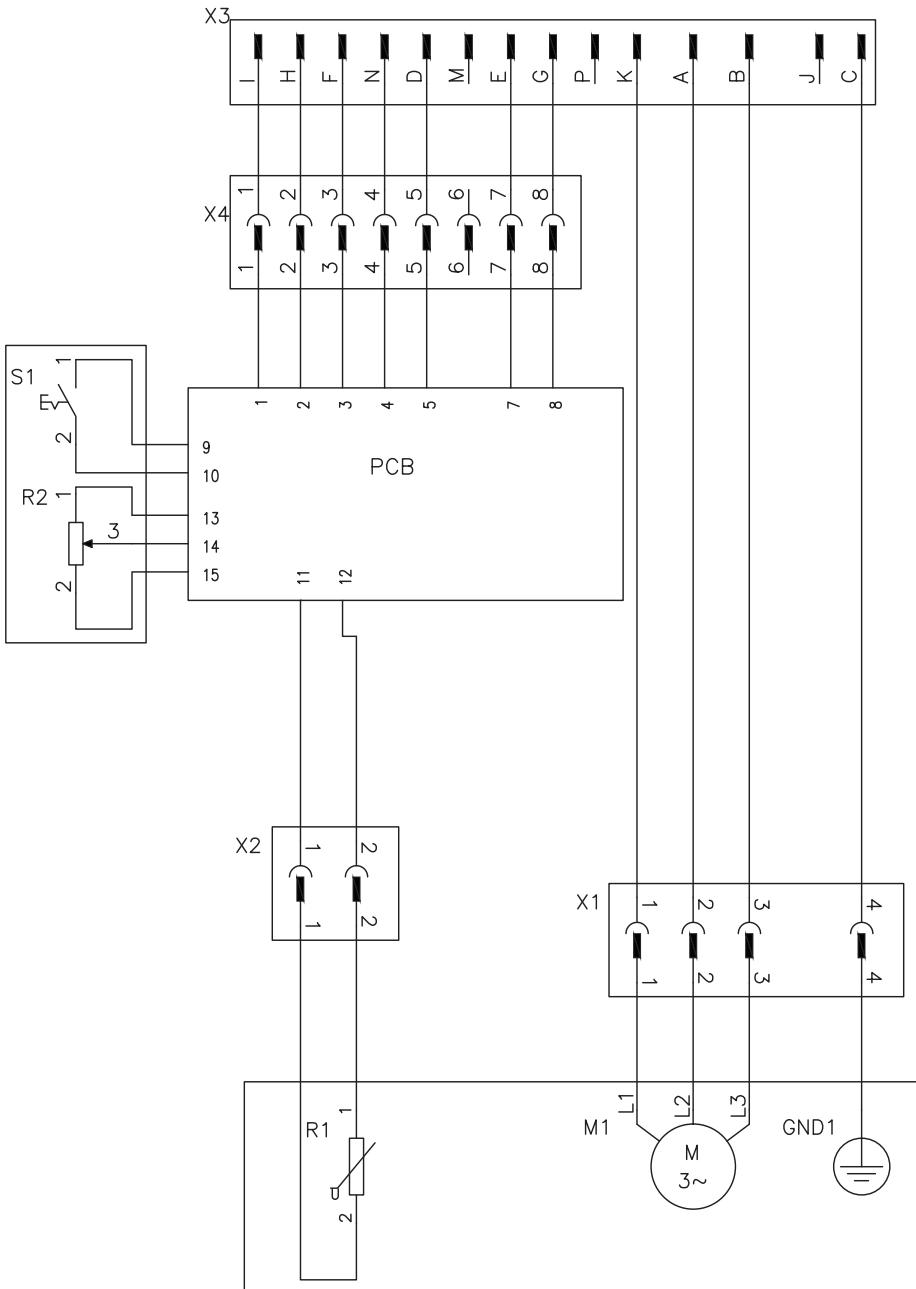 X3
I H F N D M E G P K A B J C
1 2 3 4 5 6 7 8
X4
1 2 3 4 5 6 7 8
S1
1
2
1 2 3 4 5 7 8
9
10
PCB
R2
1
3
2
13
14
15
11 12
X2
1 2
1 2
X1
1 2 3 4
1 2 3 4
R1
1
2
M1
L1 L2 L3
M
3~
GND1